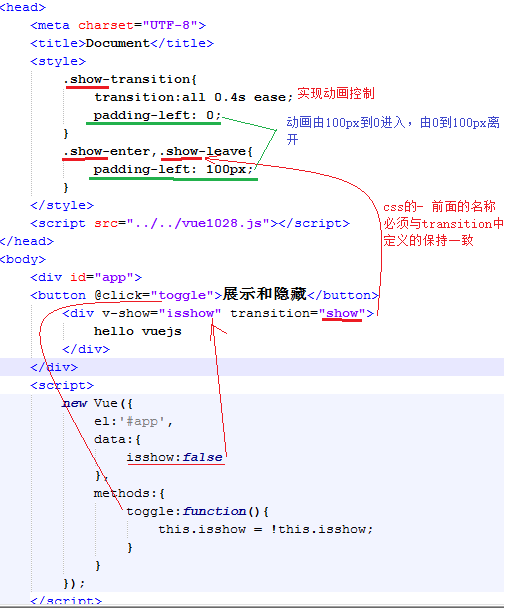 <head>
<meta charset="UTF-8">
<title>Document</title>
<style>
.show-transition{
transition:all 0.4s ease;
实现动画控制
padding-left: 0;
动画由100px到0进入，由0到100px离
开
}
.show-enter,.show-leave{
padding-left: 100px;
}
</style>
css的- 前面的名称
必须与transition中
定义的保持一致
<script src="../../vue1028.js"></script>
</head>
<body>
<div id="app">
<button @click="toggle">展示和隐藏</button>
<div v-show="isshow" transition="show">
hello vuejs
</div>
</div>
<script>
new Vue({
el:'#app',
data:{
isshow:false
},
methods:{
toggle:function(){
this.isshow = !this.isshow;
}
}
});
</script>